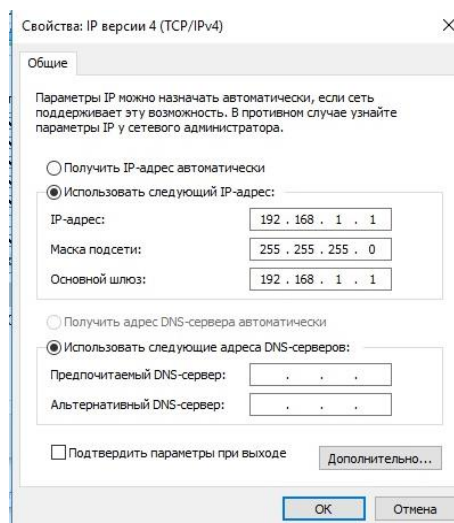 Свойства: IP версии 4 (TCP/IPv4)
Общие
Параметры IP можно назначать автоматически, если сеть
поддерживает эту возможность. В противном случае узнайте
параметры IP у сетевого администратора.
Получить IP-адрес автоматически
Использовать следующий IP-адрес:
IP-адрес: 192 . 168 . 1 . 1
Маска подсети: 255 . 255 . 255 . 0
Основной шлюз: 192 . 168 . 1 . 1
Получить адрес DNS-сервера автоматически
Использовать следующие адреса DNS-серверов:
Предпочитаемый DNS-сервер: . . .
Альтернативный DNS-сервер: . . .
Подтвердить параметры при выходе
Дополнительно...
ОК Отмена